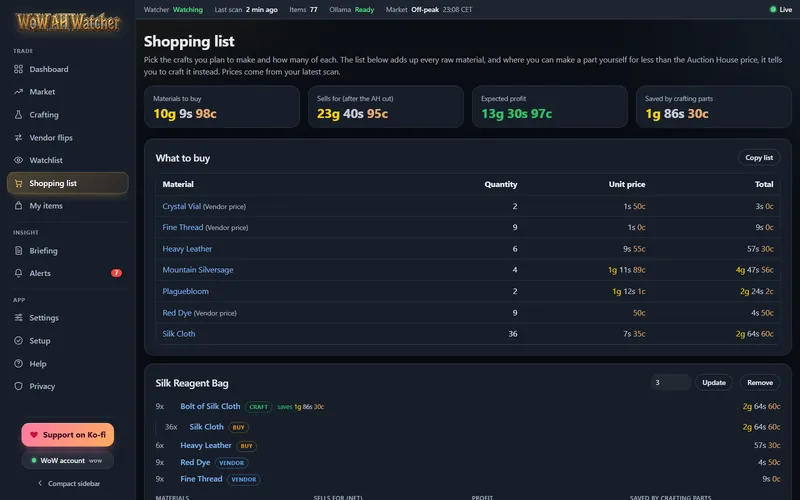 WoW AH Watcher
Watcher Watching Last scan 2 min ago Items 77 Ollama Ready Market Off-peak 23:08 CET Live
TRADE
Dashboard
Market
Crafting
Vendor flips
Watchlist
Shopping list
My items
INSIGHT
Briefing
Alerts 7
APP
Settings
Setup
Help
Privacy
Support on Ko-fi
WoW account WOW
Compact sidebar
Shopping list
Pick the crafts you plan to make and how many of each. The list below adds up every raw material, and where you can make a part yourself for less than the Auction House price, it tells
you to craft it instead. Prices come from your latest scan.
Materials to buy
10g 9s 98c
Sells for (after the AH cut)
23g 40s 95c
Expected profit
13g 30s 97c
Saved by crafting parts
1g 86s 30c
What to buy
Copy list
Material Quantity Unit price Total
Crystal Vial (Vendor price) 2 1s 50c 3s 0c
Fine Thread (Vendor price) 9 1s 0c 9s 0c
Heavy Leather 6 9s 55c 57s 30c
Mountain Silversage 4 1g 11s 89c 4g 47s 56c
Plaguebloom 2 1g 12s 1c 2g 24s 2c
Red Dye (Vendor price) 9 50c 4s 50c
Silk Cloth 36 7s 35c 2g 64s 60c
Silk Reagent Bag 3 Update Remove
9x Bolt of Silk Cloth CRAFT saves 1g 86s 30c 2g 64s 60c
36x Silk Cloth BUY 2g 64s 60c
6x Heavy Leather BUY 57s 30c
9x Red Dye VENDOR 4s 50c
9x Fine Thread VENDOR 9s 0c
MATERIALS SELLS FOR (NET) PROFIT SAVED BY CRAFTING PARTS